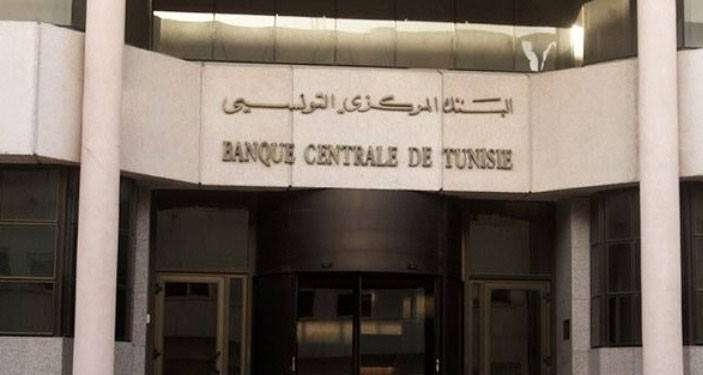 البنك المركزي التونسي
BANQUE CENTRALE DE TUNISIE